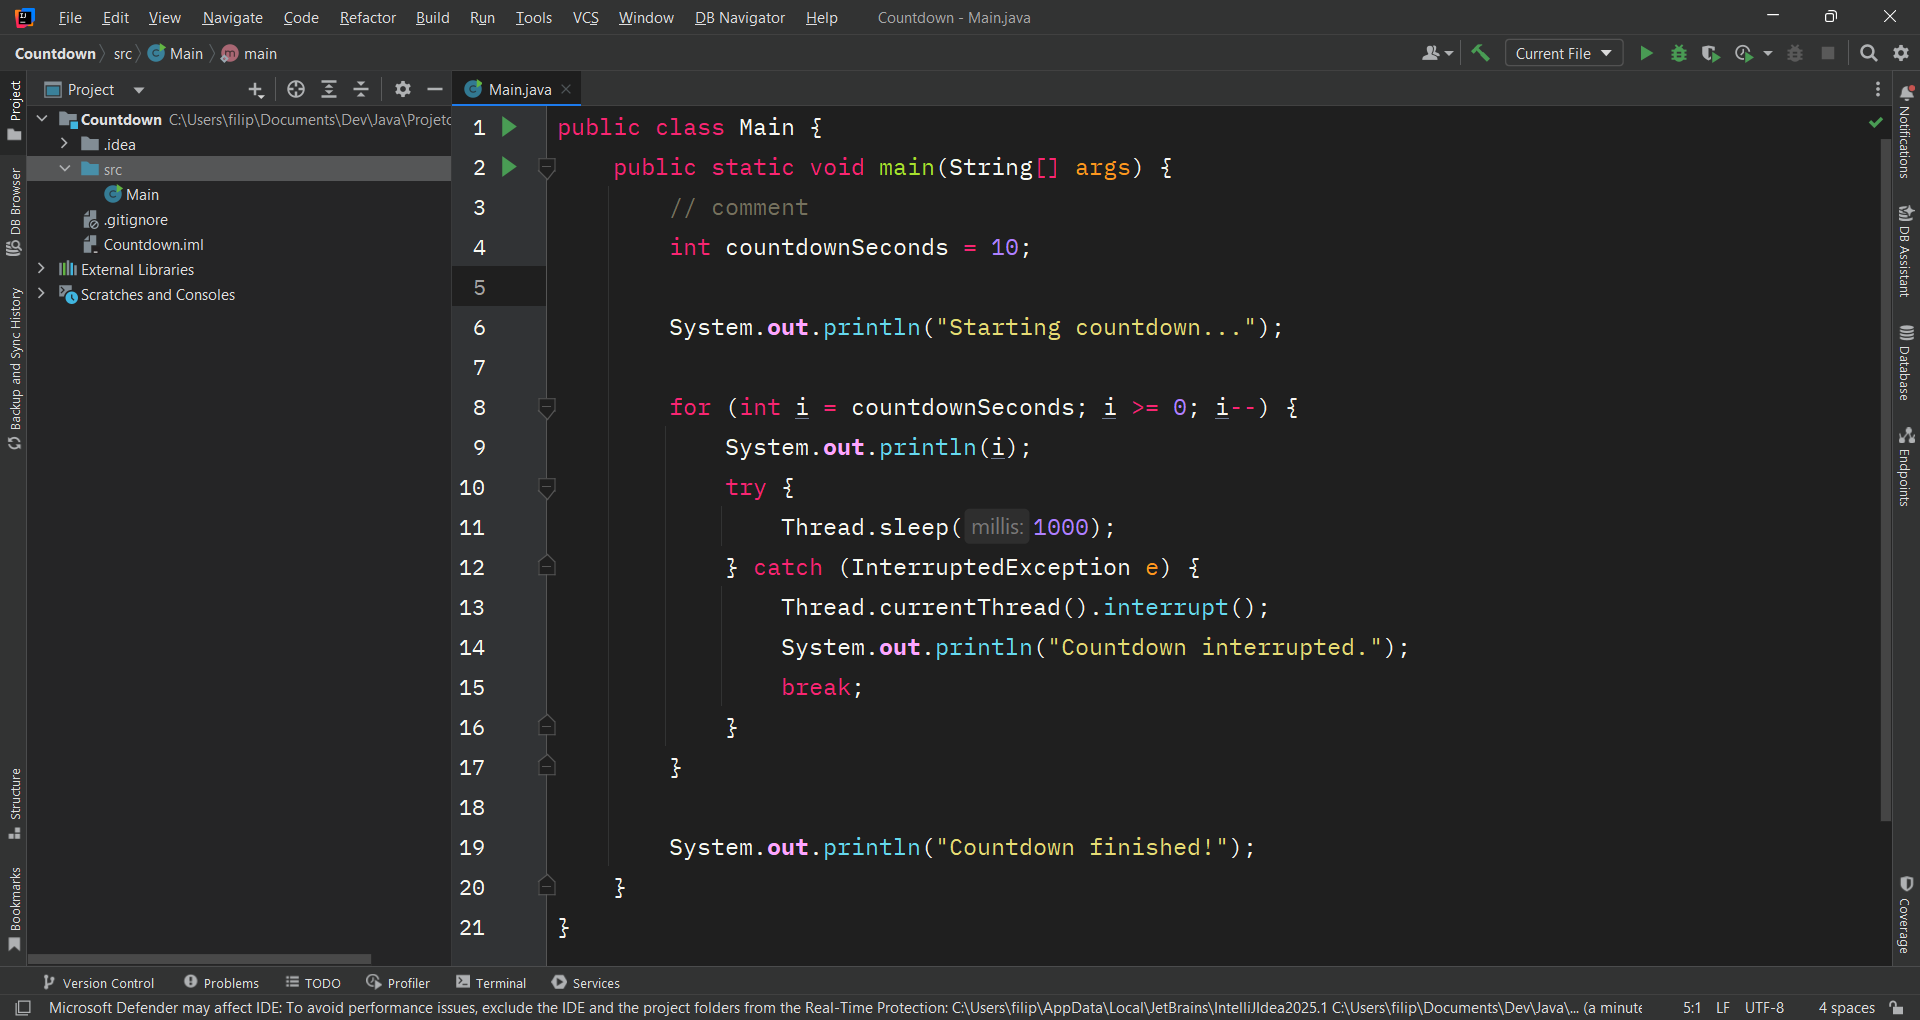 File Edit View Navigate Code Refactor Build Run Tools VCS Window DB Navigator Help Countdown - Main.java
Countdown src Main main Current File
Project Main.java
Countdown C:\Users\filip\Documents\Dev\Java\Projeto
.idea
src
Main
.gitignore
Countdown.iml
External Libraries
Scratches and Consoles
Project
DB Browser
Backup and Sync History
Structure
Bookmarks
1 public class Main {
2     public static void main(String[] args) {
3         // comment
4         int countdownSeconds = 10;
5
6         System.out.println("Starting countdown...");
7
8         for (int i = countdownSeconds; i >= 0; i--) {
9             System.out.println(i);
10             try {
11                 Thread.sleep( millis: 1000);
12             } catch (InterruptedException e) {
13                 Thread.currentThread().interrupt();
14                 System.out.println("Countdown interrupted.");
15                 break;
16             }
17         }
18
19         System.out.println("Countdown finished!");
20     }
21 }
Notifications
DB Assistant
Database
Endpoints
Coverage
Version Control Problems TODO Profiler Terminal Services
Microsoft Defender may affect IDE: To avoid performance issues, exclude the IDE and the project folders from the Real-Time Protection: C:\Users\filip\AppData\Local\JetBrains\IntelliJIdea2025.1 C:\Users\filip\Documents\Dev\Java\... (a minute 5:1 LF UTF-8 4 spaces